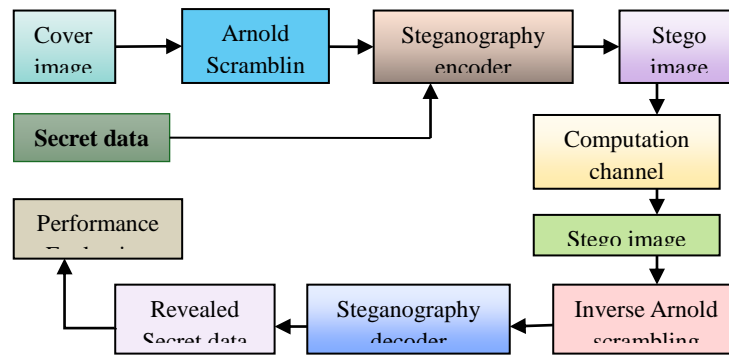 Cover
image
Arnold
Scramblin
Steganography
encoder
Stego
image
Secret data
Computation
channel
Stego image
Performance
Inverse Arnold
scrambling
Steganography
decoder
Revealed
Secret data